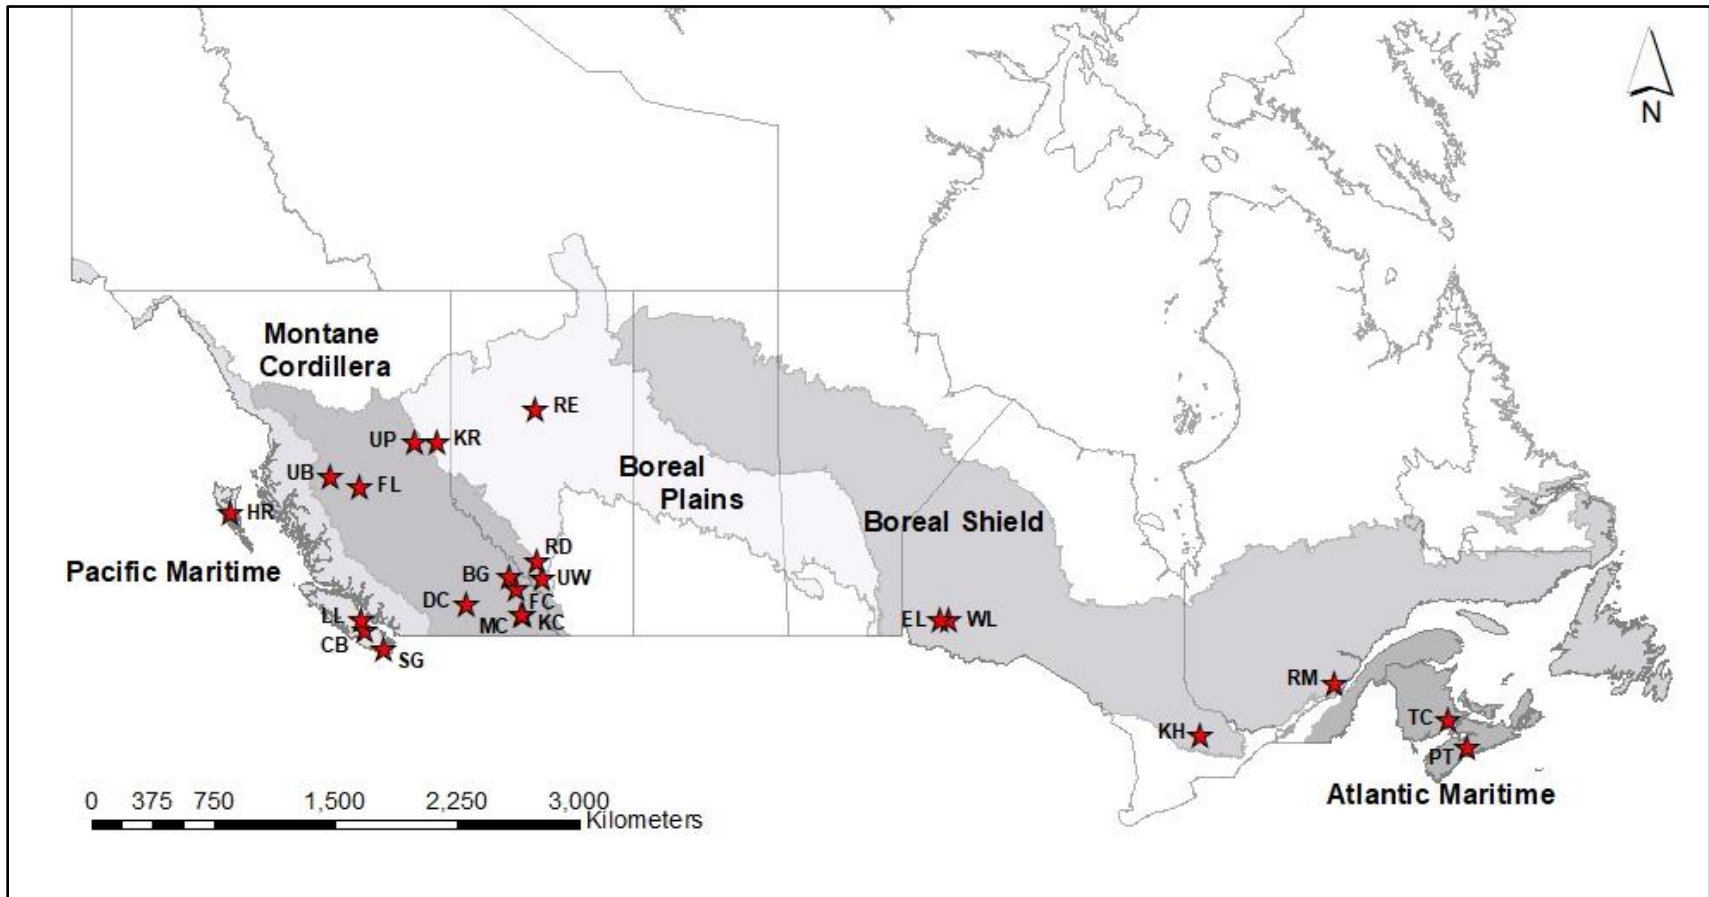 N
Montane
Cordillera
RE
UP
KR
UB
FL
Boreal
Plains
HR
Boreal Shield
RD
Pacific Maritime
BG
UW
DC
FC
LL
MC
KC
EL
WL
CB
SG
RM
TC
KH
PT
Atlantic Maritime
0 375 750 1,500 2,250 3,000
Kilometers